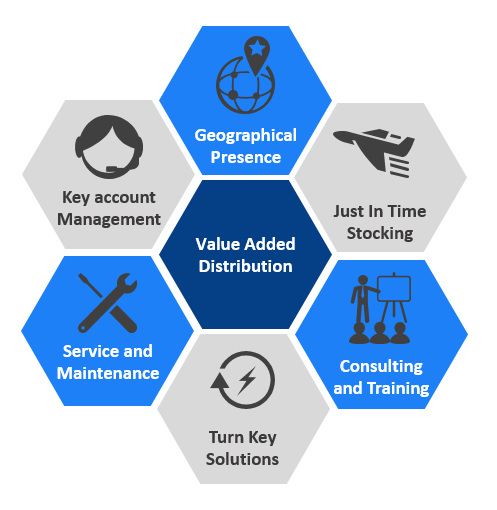 Geographical
Presence
Key account
Management
Just In Time
Stocking
Value Added
Distribution
Service and
Maintenance
Consulting
and Training
Turn Key
Solutions